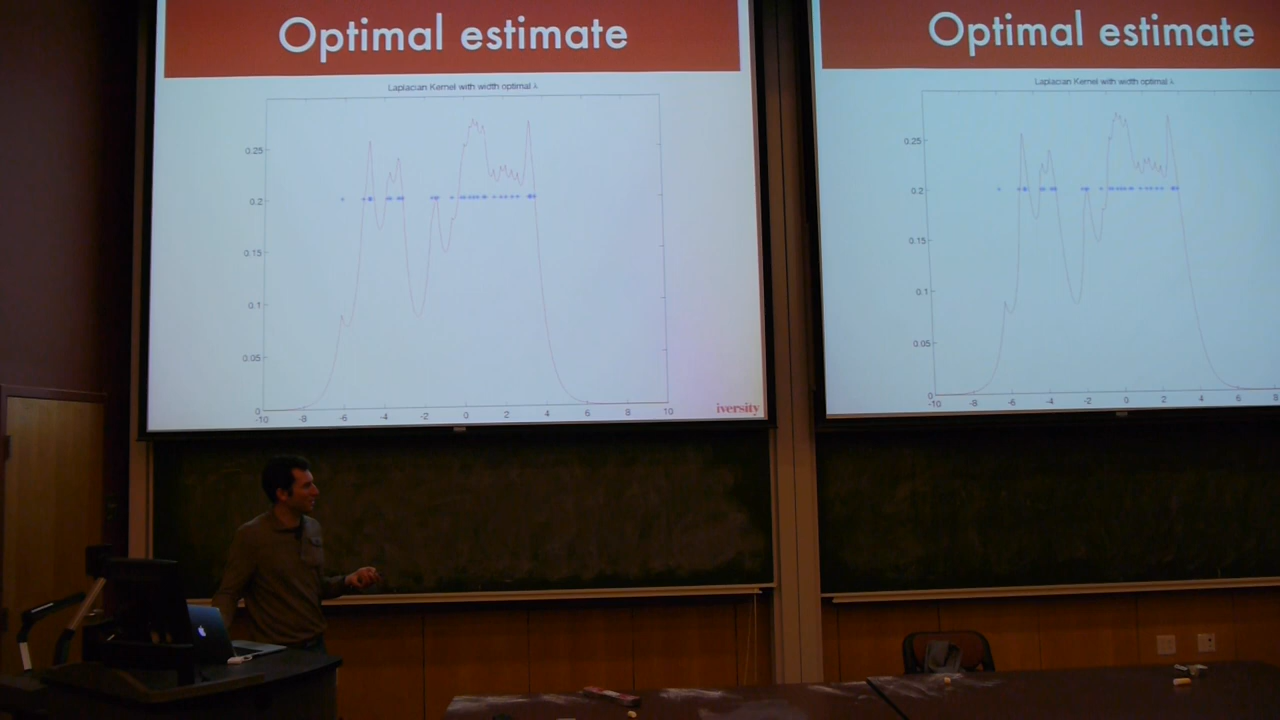 Optimal estimate
Laplacian Kernel with width optimal λ
0.25
0.2
0.15
0.1
0.05
0
-10 -8 -6 -4 -2 0 2 4 6 8 10
iversity
Optimal estimate
Laplacian Kernel with width optimal λ
0.25
0.2
0.15
0.1
0.05
0
-10 -8 -6 -4 -2 0 2 4 6 8